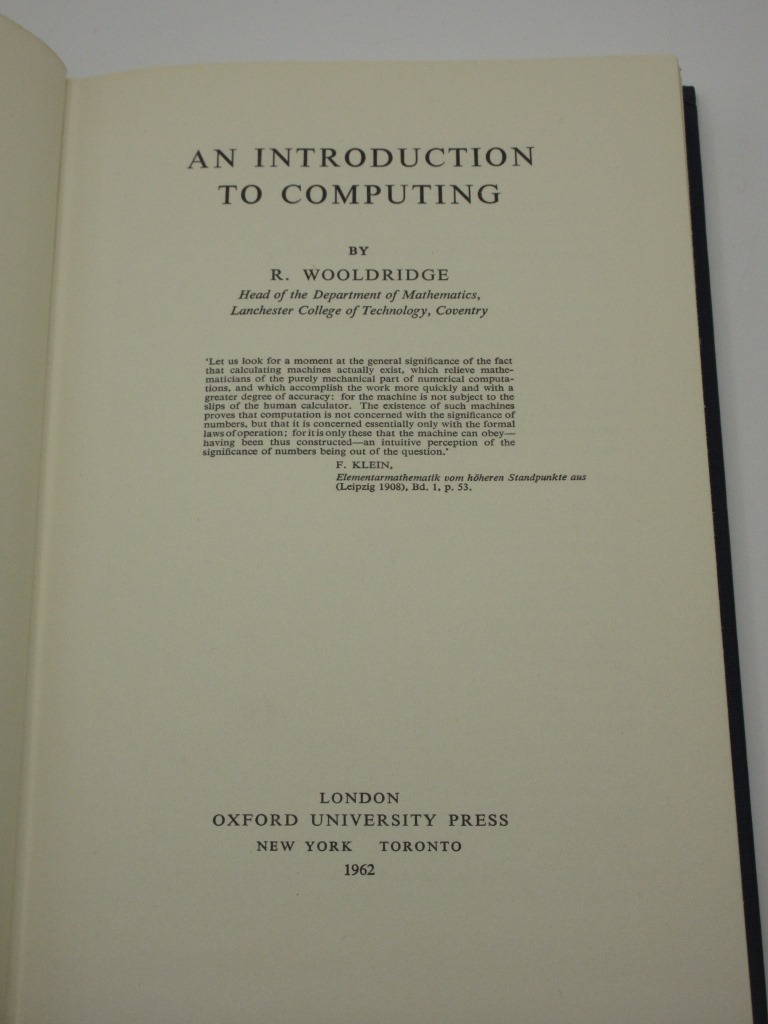 AN INTRODUCTION
TO COMPUTING
BY
R. WOOLDRIDGE
Head of the Department of Mathematics,
Lanchester College of Technology, Coventry
'Let us look for a moment at the general significance of the fact
that calculating machines actually exist, which relieve mathe-
maticians of the purely mechanical part of numerical computa-
tions, and which accomplish the work more quickly and with a
greater degree of accuracy: for the machine is not subject to the
slips of the human calculator. The existence of such machines
proves that computation is not concerned with the significance of
numbers, but that it is concerned essentially only with the formal
laws of operation; for it is only these that the machine can obey—
having been thus constructed—an intuitive perception of the
significance of numbers being out of the question.'
F. KLEIN,
Elementarmathematik vom höheren Standpunkte aus
(Leipzig 1908), Bd. 1, p. 53.
LONDON
OXFORD UNIVERSITY PRESS
NEW YORK TORONTO
1962